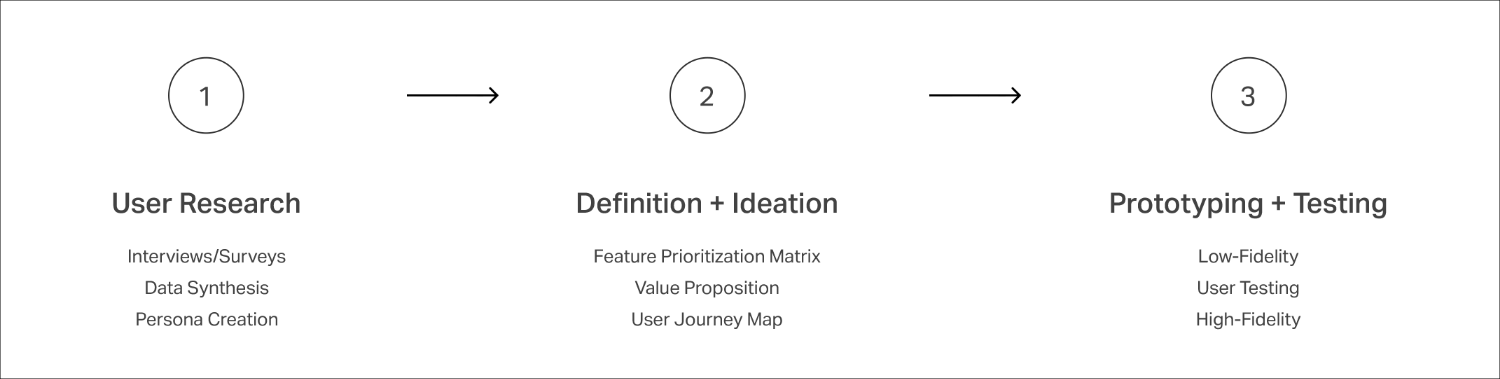 1
2
3
User Research
Interviews/Surveys
Data Synthesis
Persona Creation
Definition + Ideation
Feature Prioritization Matrix
Value Proposition
User Journey Map
Prototyping + Testing
Low-Fidelity
User Testing
High-Fidelity